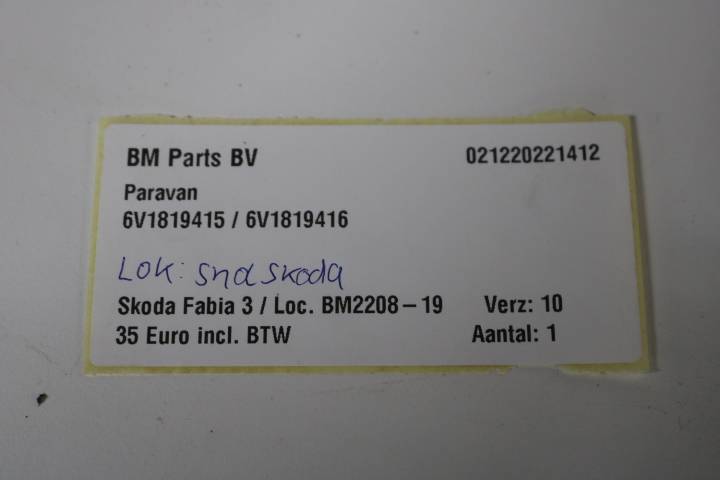 BM Parts BV 021220221412
Paravan
6V1819415 / 6V1819416
Lok: snd skoda
Skoda Fabia 3 / Loc. BM2208-19 Verz: 10
35 Euro incl. BTW Aantal: 1